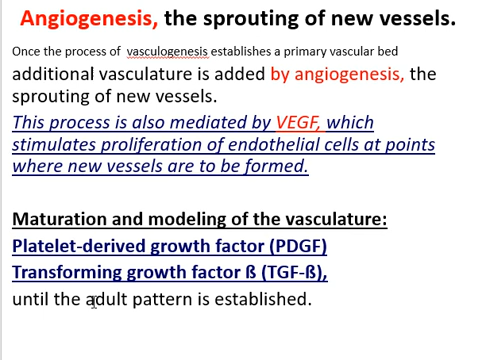 Angiogenesis, the sprouting of new vessels.
Once the process of vasculogenesis establishes a primary vascular bed
additional vasculature is added by angiogenesis, the
sprouting of new vessels.
This process is also mediated by VEGF, which
stimulates proliferation of endothelial cells at points
where new vessels are to be formed.
Maturation and modeling of the vasculature:
Platelet-derived growth factor (PDGF)
Transforming growth factor ß (TGF-ß),
until the adult pattern is established.